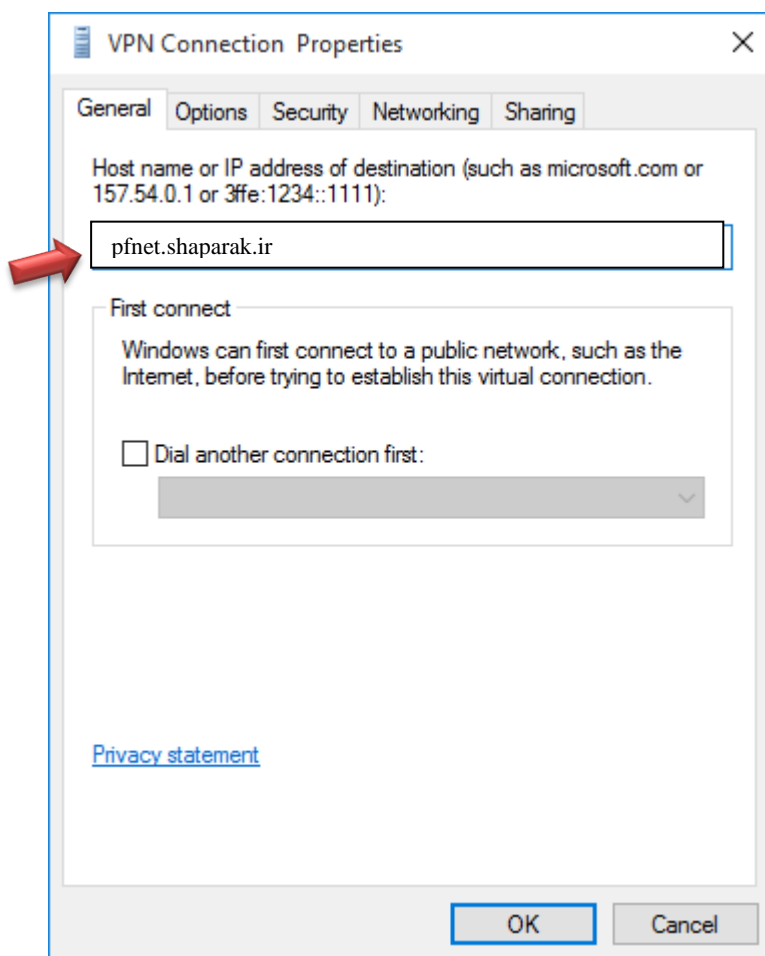 VPN Connection Properties
General Options Security Networking Sharing
Host name or IP address of destination (such as microsoft.com or
157.54.0.1 or 3ffe:1234::1111):
pfnet.shaparak.ir
First connect
Windows can first connect to a public network, such as the
Internet, before trying to establish this virtual connection.
Dial another connection first:
Privacy statement
OK Cancel